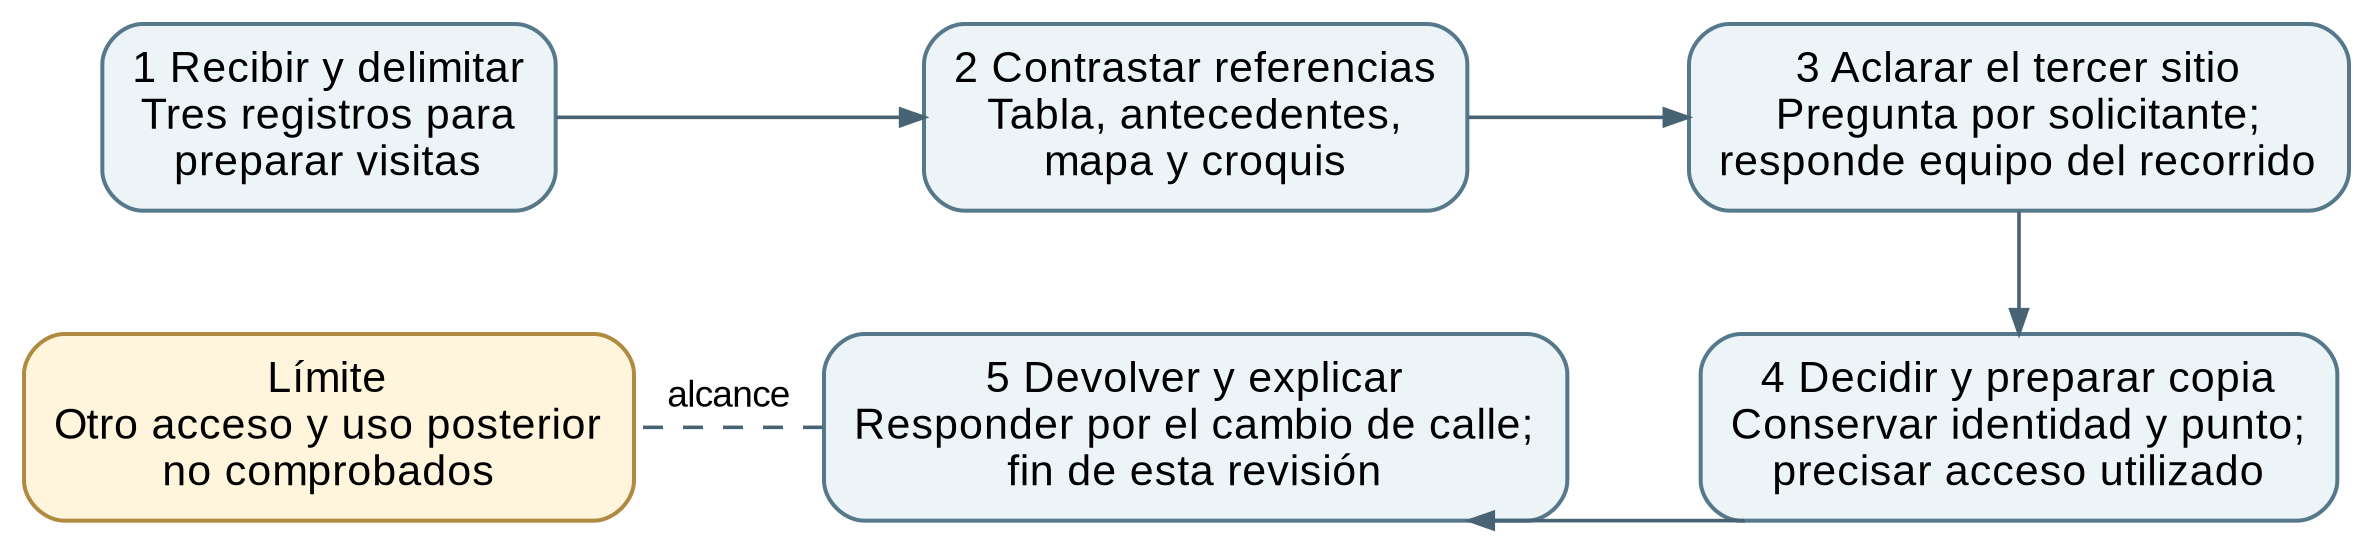 1 Recibir y delimitar
Tres registros para
preparar visitas
2 Contrastar referencias
Tabla, antecedentes,
mapa y croquis
3 Aclarar el tercer sitio
Pregunta por solicitante;
responde equipo del recorrido
4 Decidir y preparar copia
Conservar identidad y punto;
precisar acceso utilizado
5 Devolver y explicar
Responder por el cambio de calle;
fin de esta revisión
alcance
Límite
Otro acceso y uso posterior
no comprobados